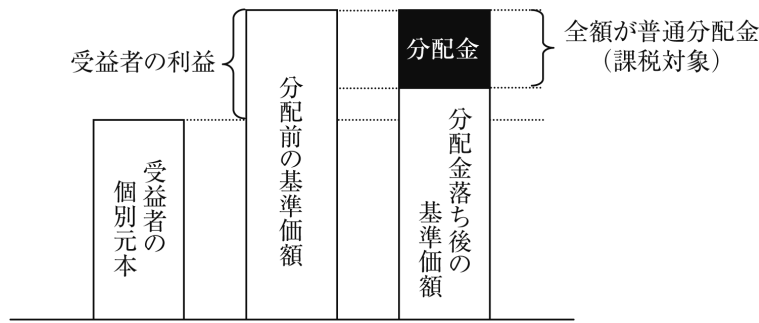 受益者の利益
分配金
全額が普通分配金
（課税対象）
受益者の
個別元本
分配前の基準価額
分配金落ち後の
基準価額